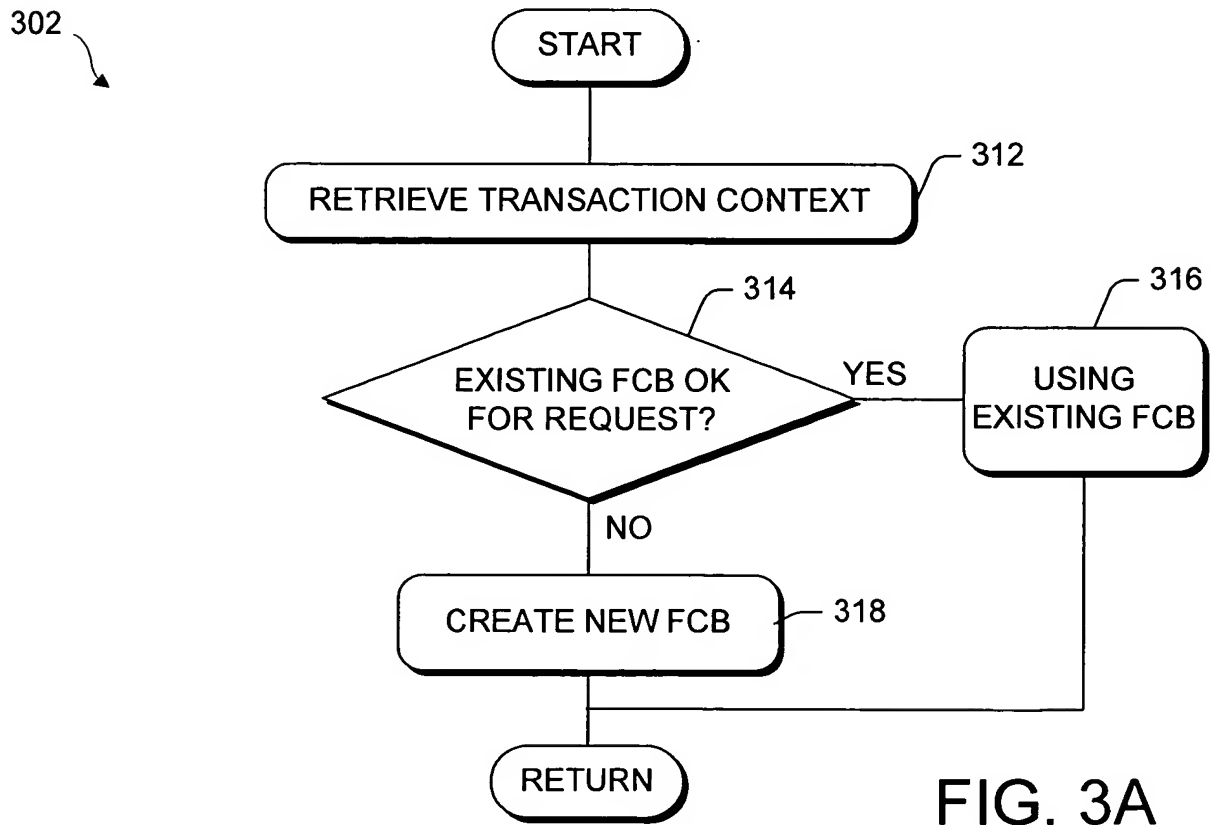 302
START
RETRIEVE TRANSACTION CONTEXT
312
314
EXISTING FCB OK
FOR REQUEST?
YES
316
USING
EXISTING FCB
NO
CREATE NEW FCB
318
RETURN
FIG. 3A